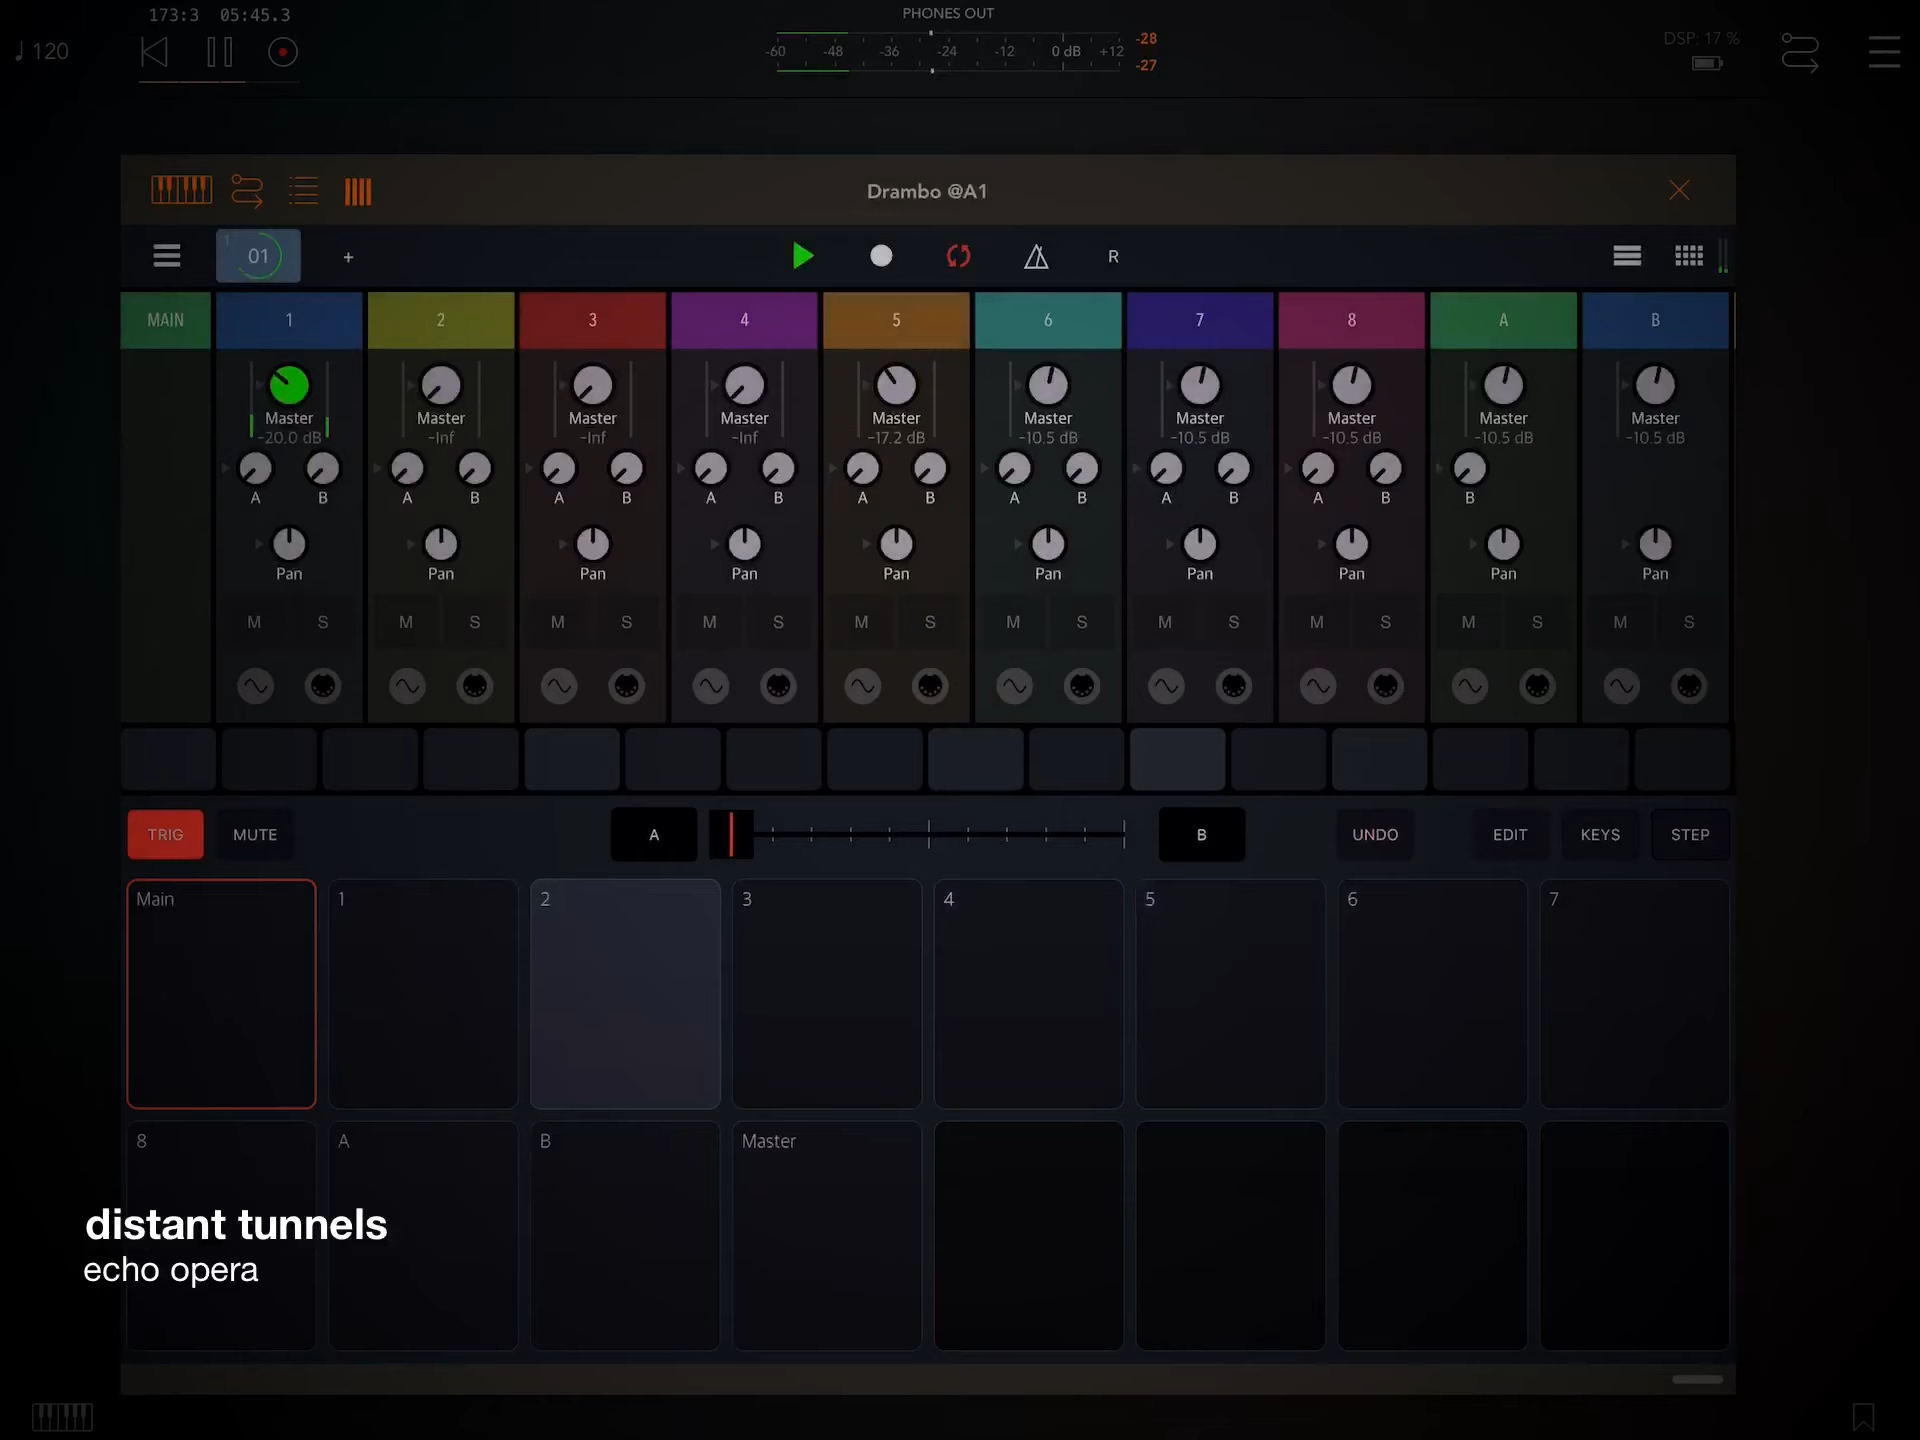 173:3 05:45.3
PHONES OUT
♩ 120
-60 -48 -36 -24 -12 0 dB +12
-28
-27
DSP: 17 %
Drambo @A1
1 01 + R
MAIN 1 2 3 4 5 6 7 8 A B
Master Master Master Master Master Master Master Master Master Master
-20.0 dB -Inf -Inf -Inf -17.2 dB -10.5 dB -10.5 dB -10.5 dB -10.5 dB -10.5 dB
A B A B A B A B A B A B A B A B B
Pan Pan Pan Pan Pan Pan Pan Pan Pan Pan
M S M S M S M S M S M S M S M S M S M S
TRIG MUTE A B UNDO EDIT KEYS STEP
Main 1 2 3 4 5 6 7
8 A B Master
distant tunnels
echo opera